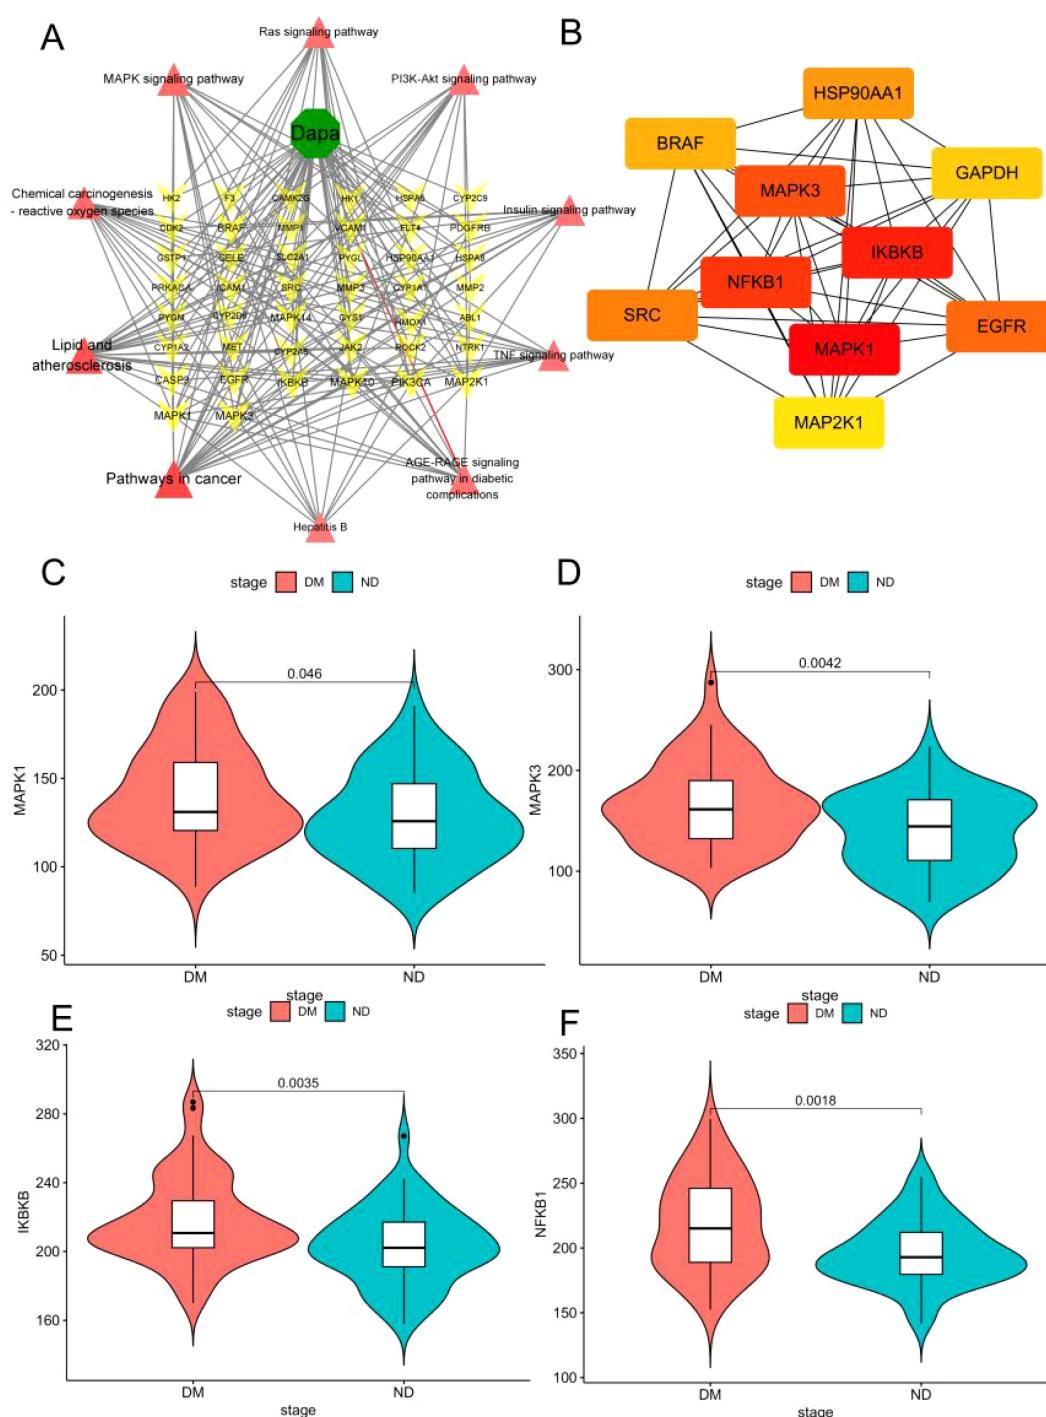 A
Ras signaling pathway
MAPK signaling pathway
PI3K-Akt signaling pathway
Dapa
Chemical carcinogenesis
- reactive oxygen species
Insulin signaling pathway
HK2 F3 CAMK2G HK1 HSPA5 CYP2C9
CDK2 BRAF MMP1 VCAM1 FLT4 PDGFRB
GSTP1 SELE SLC2A1 PYGL HSP90AA1 HSPA8
PRKACA ICAM1 SRC MMP3 CYP1A1 MMP2
PYGM CYP2D6 MAPK14 GYS1 HMOX1 ABL1
CYP1A2 MET CYP2A6 JAK2 ROCK2 NTRK1
CASP3 EGFR IKBKB MAPK10 PIK3CA MAP2K1
MAPK1 MAPK3
Lipid and
atherosclerosis
TNF signaling pathway
Pathways in cancer
AGE-RAGE signaling
pathway in diabetic
complications
Hepatitis B
B
HSP90AA1
BRAF
GAPDH
MAPK3
IKBKB
NFKB1
SRC
EGFR
MAPK1
MAP2K1
C
stage DM ND
MAPK1
200
150
100
50
0.046
DM ND
stage
D
stage DM ND
MAPK3
300
200
100
0.0042
DM ND
stage
E
stage DM ND
IKBKB
320
280
240
200
160
0.0035
DM ND
stage
F
stage DM ND
NFKB1
350
300
250
200
150
100
0.0018
DM ND
stage